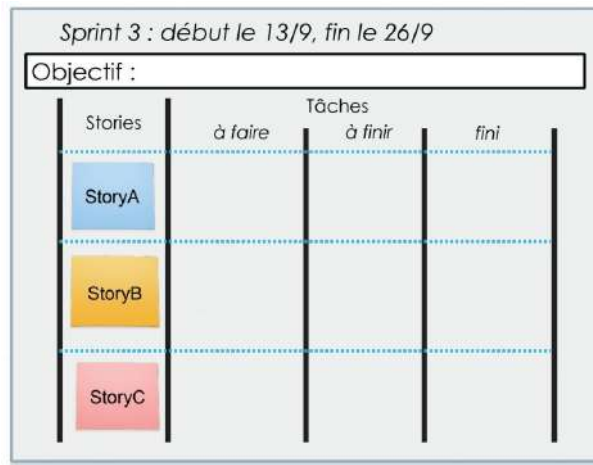 Sprint 3 : début le 13/9, fin le 26/9
Objectif :
Tâches
Stories à faire à finir fini
StoryA
StoryB
StoryC